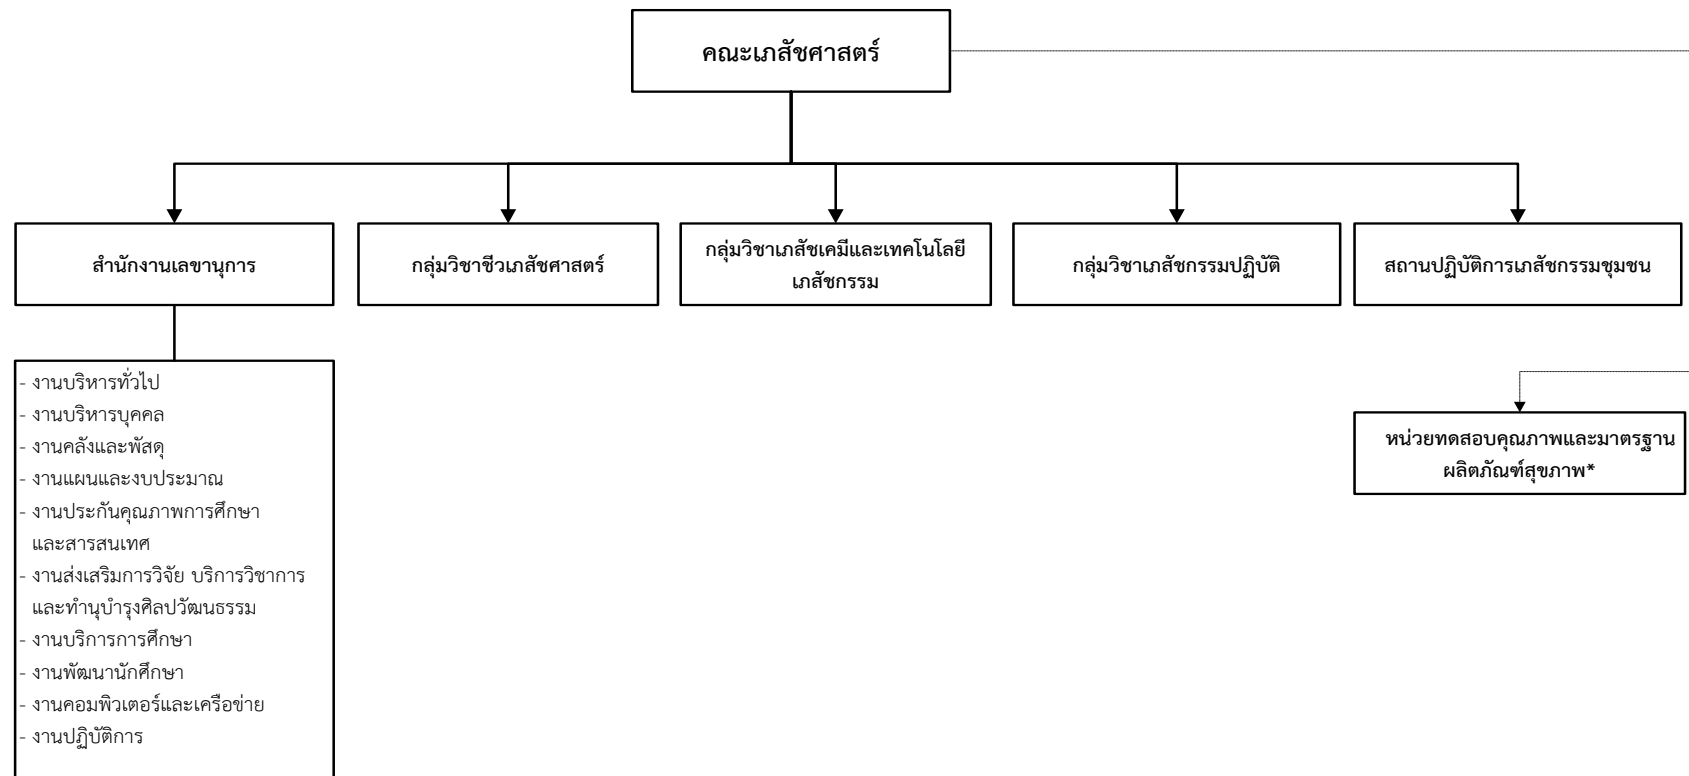 คณะเภสัชศาสตร์
สำนักงานเลขานุการ
กลุ่มวิชาชีวเภสัชศาสตร์
กลุ่มวิชาเภสัชเคมีและเทคโนโลยี
เภสัชกรรม
กลุ่มวิชาเภสัชกรรมปฏิบัติ
สถานปฏิบัติการเภสัชกรรมชุมชน
- งานบริหารทั่วไป
- งานบริหารบุคคล
- งานคลังและพัสดุ
- งานแผนและงบประมาณ
- งานประกันคุณภาพการศึกษา
และสารสนเทศ
- งานส่งเสริมการวิจัย บริการวิชาการ
และทำนุบำรุงศิลปวัฒนธรรม
- งานบริการการศึกษา
- งานพัฒนานักศึกษา
- งานคอมพิวเตอร์และเครือข่าย
- งานปฏิบัติการ
หน่วยทดสอบคุณภาพและมาตรฐาน
ผลิตภัณฑ์สุขภาพ*